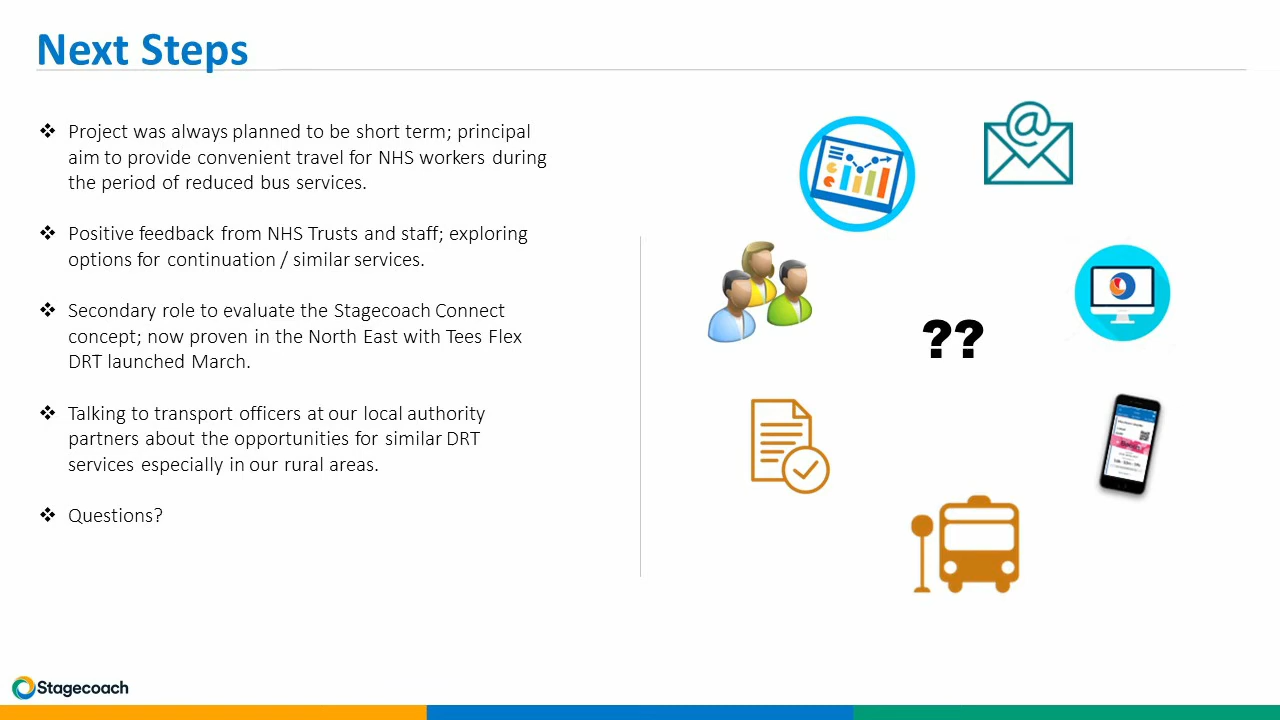 Next Steps
❖ Project was always planned to be short term; principal
aim to provide convenient travel for NHS workers during
the period of reduced bus services.
❖ Positive feedback from NHS Trusts and staff; exploring
options for continuation / similar services.
❖ Secondary role to evaluate the Stagecoach Connect
concept; now proven in the North East with Tees Flex
DRT launched March.
❖ Talking to transport officers at our local authority
partners about the opportunities for similar DRT
services especially in our rural areas.
❖ Questions?
@
??
Stagecoach